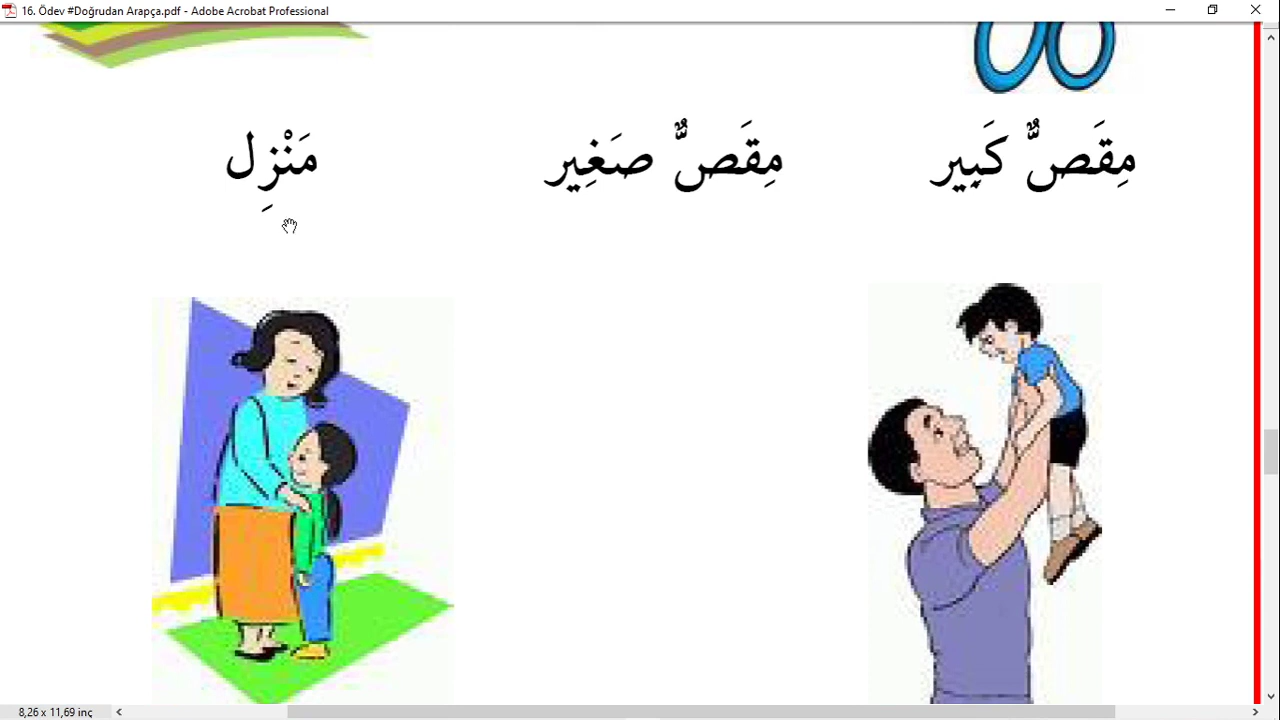 16. Ödev #Doğrudan Arapça.pdf - Adobe Acrobat Professional
مِقَصٌّ كَبِير
مِقَصٌّ صَغِير
مَنْزِل
8,26 x 11,69 inç